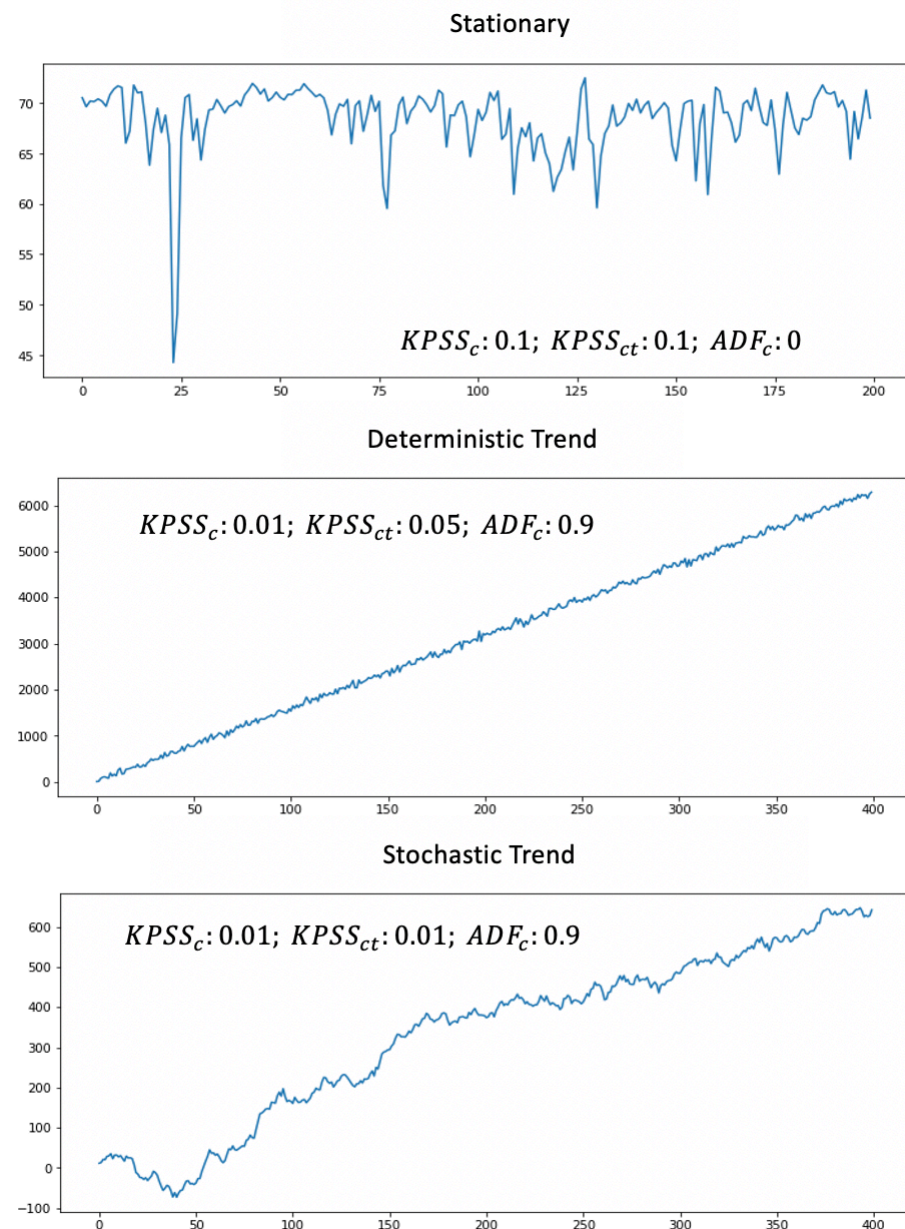 Stationary
70
65
60
55
50
45
KPSS_c: 0.1; KPSS_ct: 0.1; ADF_c: 0
0 25 50 75 100 125 150 175 200
Deterministic Trend
6000
KPSS_c: 0.01; KPSS_ct: 0.05; ADF_c: 0.9
5000
4000
3000
2000
1000
0
0 50 100 150 200 250 300 350 400
Stochastic Trend
600
KPSS_c: 0.01; KPSS_ct: 0.01; ADF_c: 0.9
500
400
300
200
100
0
−100
0 50 100 150 200 250 300 350 400